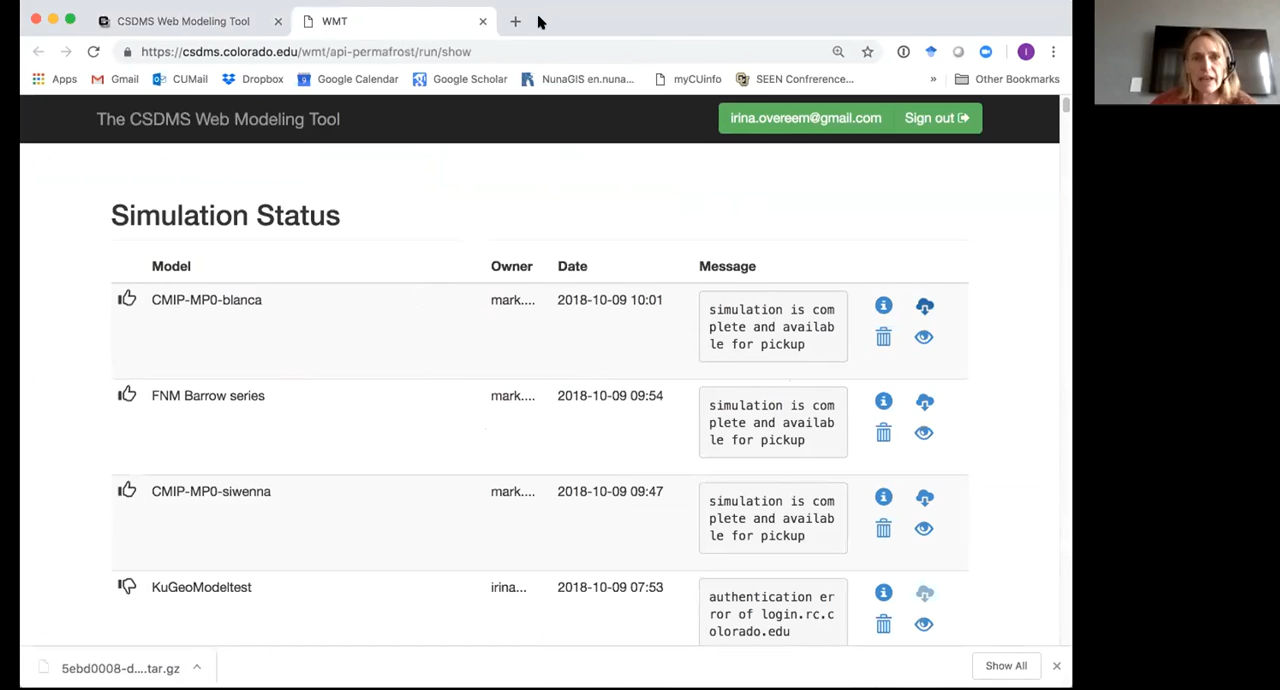 CSDMS Web Modeling Tool
WMT
https://csdms.colorado.edu/wmt/api-permafrost/run/show
Apps Gmail CUMail Dropbox Google Calendar Google Scholar NunaGIS en.nuna... myCUinfo SEEN Confrerence... » Other Bookmarks
The CSDMS Web Modeling Tool
irina.overeem@gmail.com Sign out
Simulation Status
Model Owner Date Message
CMIP-MP0-blanca mark.... 2018-10-09 10:01
simulation is com
plete and availab
le for pickup
FNM Barrow series mark.... 2018-10-09 09:54
simulation is com
plete and availab
le for pickup
CMIP-MP0-siwenna mark.... 2018-10-09 09:47
simulation is com
plete and availab
le for pickup
KuGeoModeltest irina... 2018-10-09 07:53
authentication er
ror of login.rc.c
olorado.edu
5ebd0008-d....tar.gz Show All